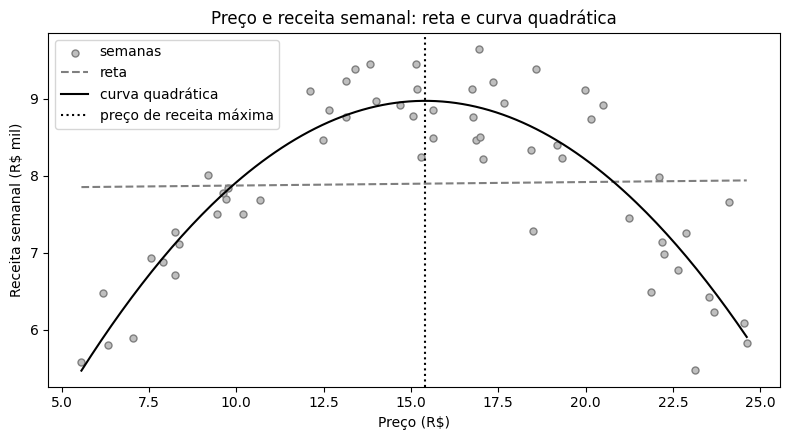 Preço e receita semanal: reta e curva quadrática
semanas
reta
curva quadrática
preço de receita máxima
Receita semanal (R$ mil)
9
8
7
6
5.0 7.5 10.0 12.5 15.0 17.5 20.0 22.5 25.0
Preço (R$)